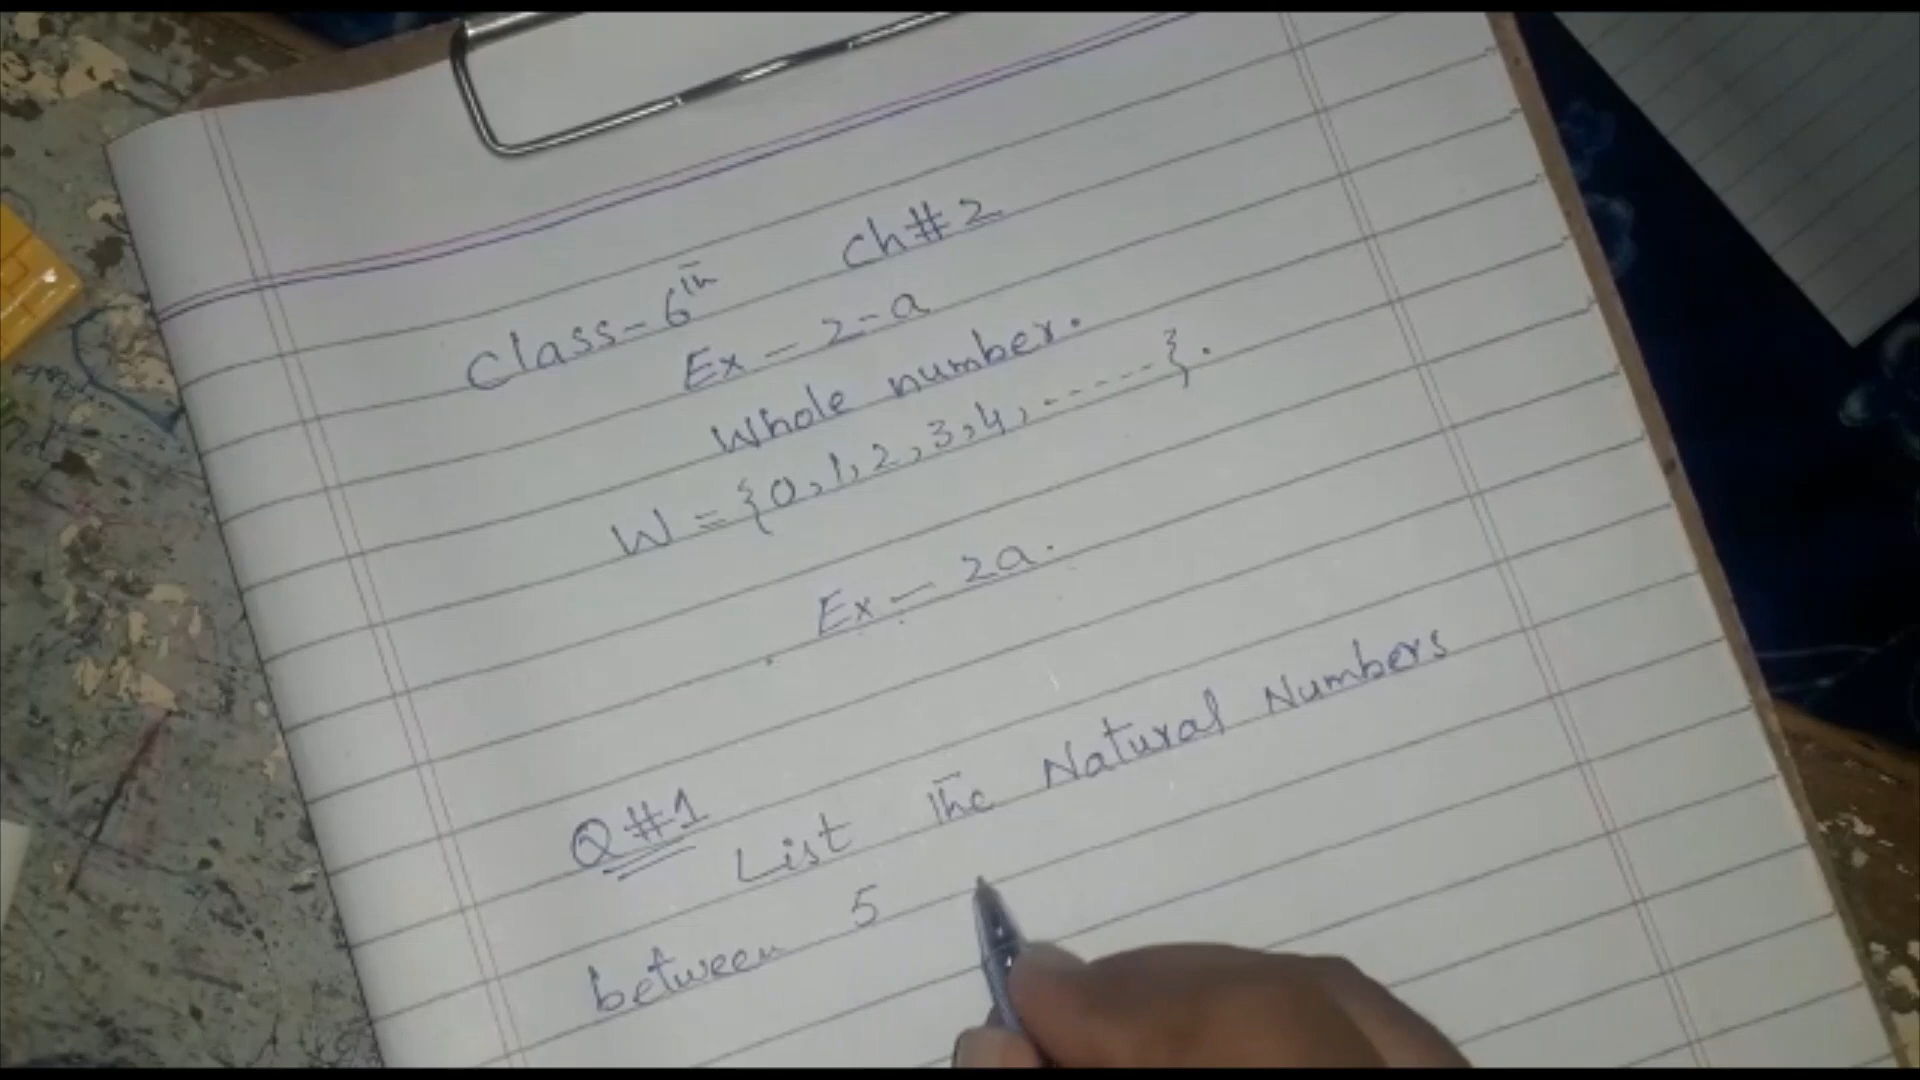 Class-6th Ch#2
Ex - 2-a
Whole number.
W = {0,1,2,3,4,------}.
Ex - 2a.
Q#1
List the Natural Numbers
between 5